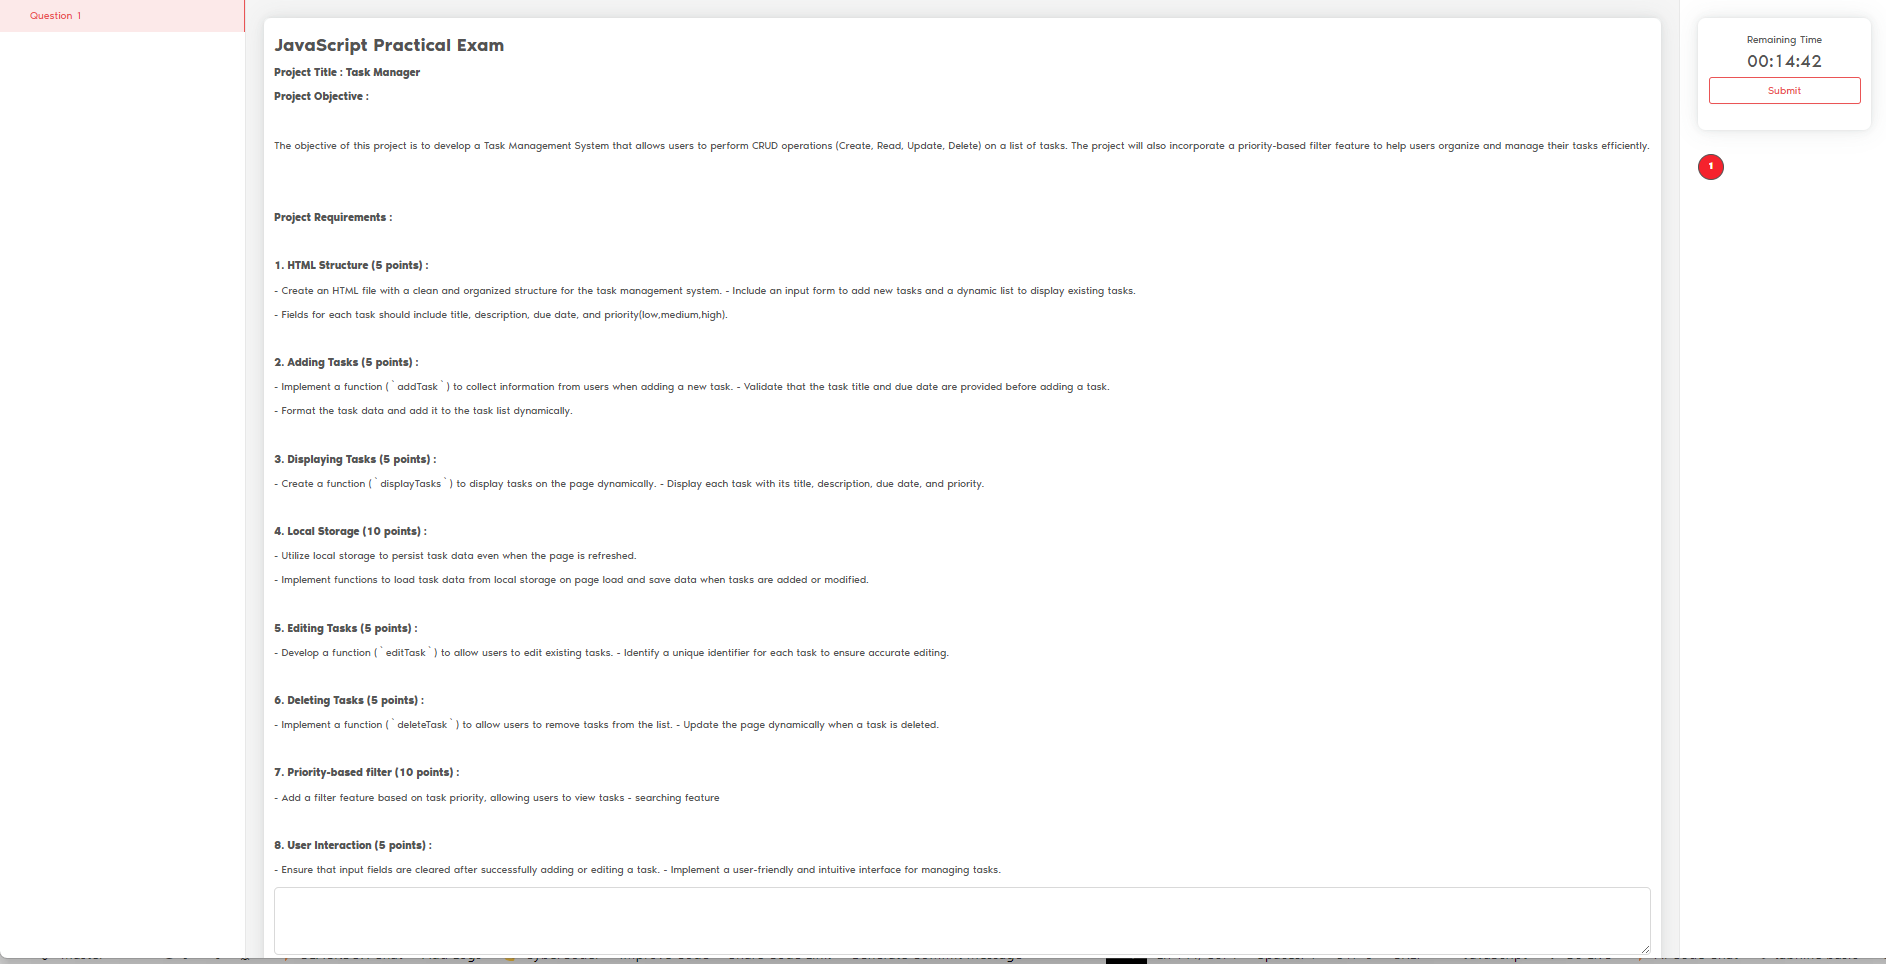 Question 1
JavaScript Practical Exam
Project Title : Task Manager
Project Objective :
The objective of this project is to develop a Task Management System that allows users to perform CRUD operations (Create, Read, Update, Delete) on a list of tasks. The project will also incorporate a priority-based filter feature to help users organize and manage their tasks efficiently.
Project Requirements :
1. HTML Structure (5 points) :
- Create an HTML file with a clean and organized structure for the task management system. - Include an input form to add new tasks and a dynamic list to display existing tasks.
- Fields for each task should include title, description, due date, and priority(low,medium,high).
2. Adding Tasks (5 points) :
- Implement a function (`addTask`) to collect information from users when adding a new task. - Validate that the task title and due date are provided before adding a task.
- Format the task data and add it to the task list dynamically.
3. Displaying Tasks (5 points) :
- Create a function (`displayTasks`) to display tasks on the page dynamically. - Display each task with its title, description, due date, and priority.
4. Local Storage (10 points) :
- Utilize local storage to persist task data even when the page is refreshed.
- Implement functions to load task data from local storage on page load and save data when tasks are added or modified.
5. Editing Tasks (5 points) :
- Develop a function (`editTask`) to allow users to edit existing tasks. - Identify a unique identifier for each task to ensure accurate editing.
6. Deleting Tasks (5 points) :
- Implement a function (`deleteTask`) to allow users to remove tasks from the list. - Update the page dynamically when a task is deleted.
7. Priority-based filter (10 points) :
- Add a filter feature based on task priority, allowing users to view tasks - searching feature
8. User Interaction (5 points) :
- Ensure that input fields are cleared after successfully adding or editing a task. - Implement a user-friendly and intuitive interface for managing tasks.
Remaining Time
00:14:42
Submit
1